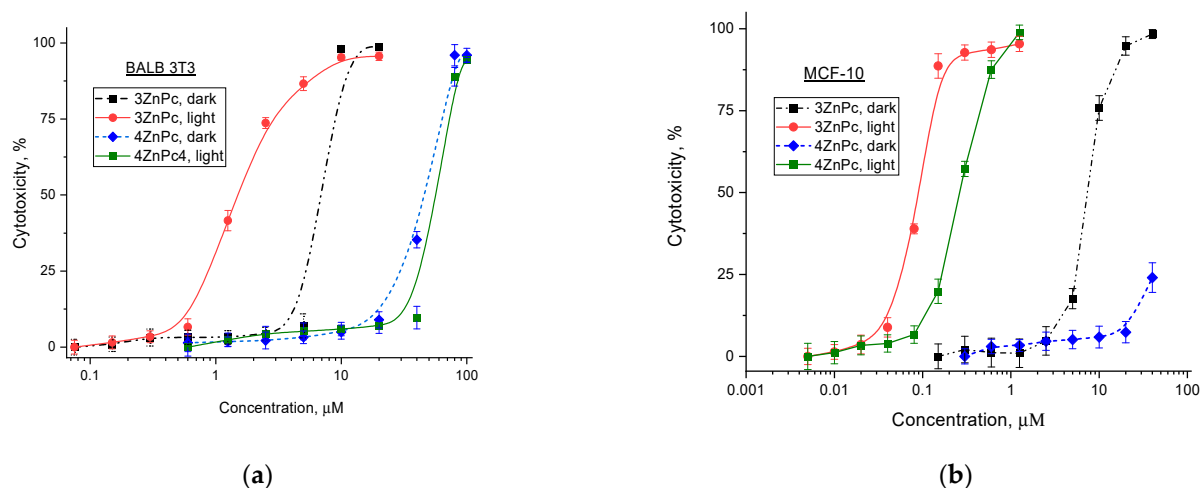 BALB 3T3
3ZnPc, dark
3ZnPc, light
4ZnPc, dark
4ZnPc4, light
Cytotoxicity, %
100
75
50
25
0
0.1
1
10
100
Concentration, μM
(a)
MCF-10
3ZnPc, dark
3ZnPc, light
4ZnPc, dark
4ZnPc, light
Cytotoxicity, %
100
75
50
25
0
0.001
0.01
0.1
1
10
100
Concentration, μM
(b)